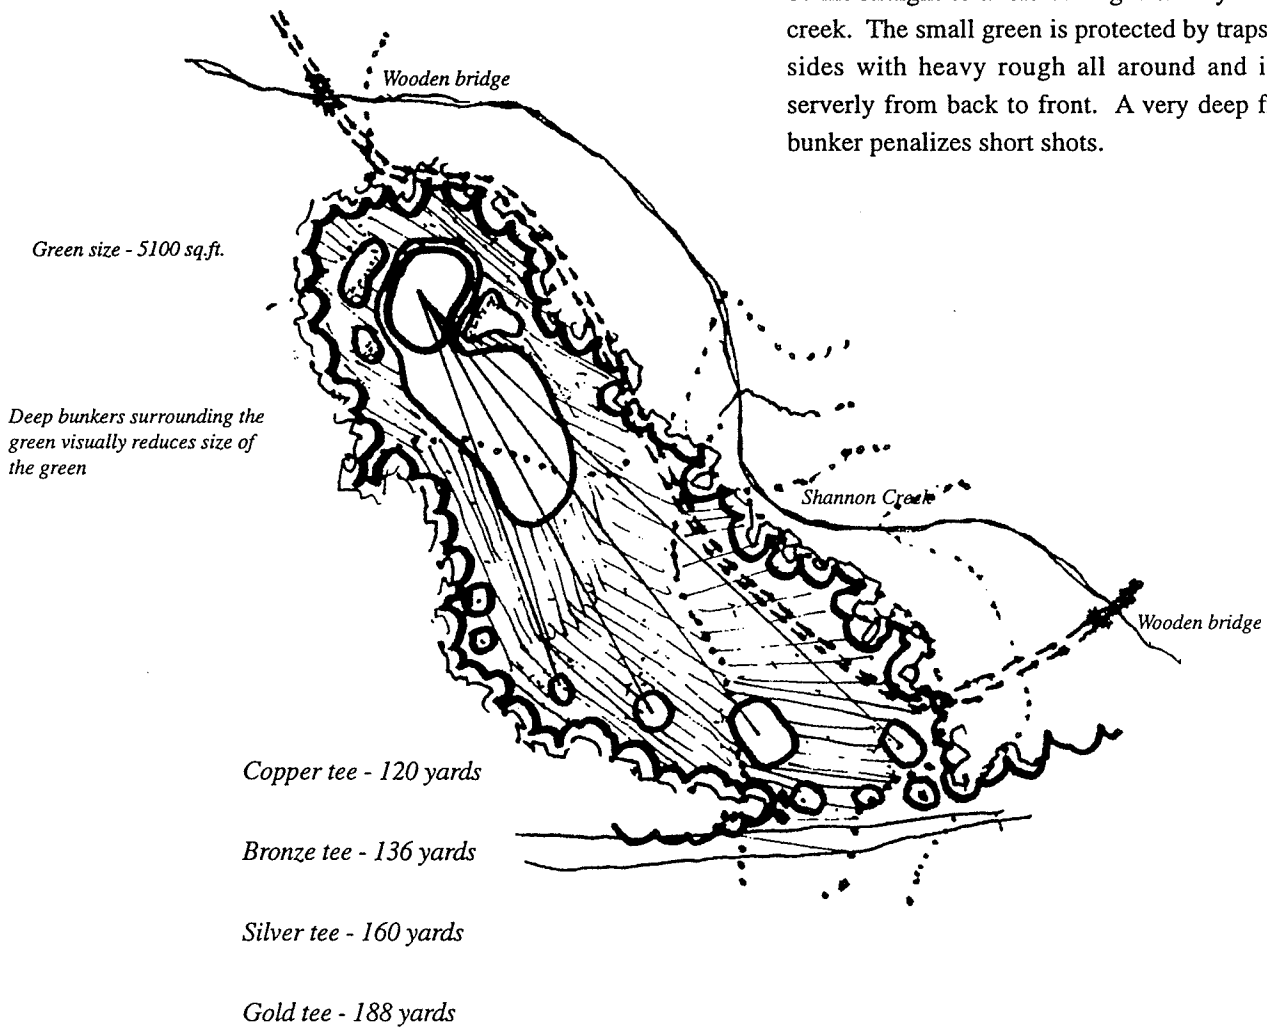 creek. The small green is protected by traps
sides with heavy rough all around and
serverly from back to front. A very deep
bunker penalizes short shots.
Wooden bridge
Green size - 5100 sq.ft.
Deep bunkers surrounding the
green visually reduces size of
the green
Shannon Creek
Wooden bridge
Copper tee - 120 yards
Bronze tee - 136 yards
Silver tee - 160 yards
Gold tee - 188 yards